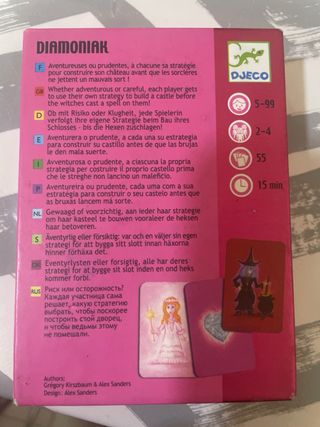 DIAMONIAK
DJECO
F Aventureuses ou prudentes, à chacune sa stratégie
pour construire son château avant que les sorcières
ne jettent un mauvais sort !
GB Whether adventurous or careful, each player gets
to use their own strategy to build a castle before
the witches cast a spell on them!
D Ob mit Risiko oder Klugheit, jede Spielerin
verfolgt ihre eigene Strategie beim Bau ihres
Schlosses - bis die Hexen zuschlagen!
E Aventurera o prudente, a cada una su estrategia
para construir su castillo antes de que las brujas
le den mala suerte.
I Avventurosa o prudente, a ciascuna la propria
strategia per costruire il proprio castello prima
che le streghe non lancino un maleficio.
P Aventureira ou prudente, cada uma com a sua
estratégia para construir o seu castelo antes que
as bruxas lancem má sorte.
NL Gewaagd of voorzichtig, aan ieder haar strategie
om haar kasteel te bouwen vooraleer de heksen
haar betoveren.
S Äventyrlig eller försiktig: var och en väljer sin egen
strategi för att bygga sitt slott innan häxorna
hinner förhäxa det.
DK Eventyrlysten eller forsigtig, alle har deres
strategi for at bygge sit slot inden en ond heks
kommer forbi.
RUS Риск или осторожность?
Каждая участница сама
решает, какую стратегию
выбрать, чтобы поскорее
построить свой дворец,
и чтобы ведьмы этому
не помешали.
5-99
2-4
55
15 min
Authors:
Grégory Kirszbaum & Alex Sanders
Design: Alex Sanders